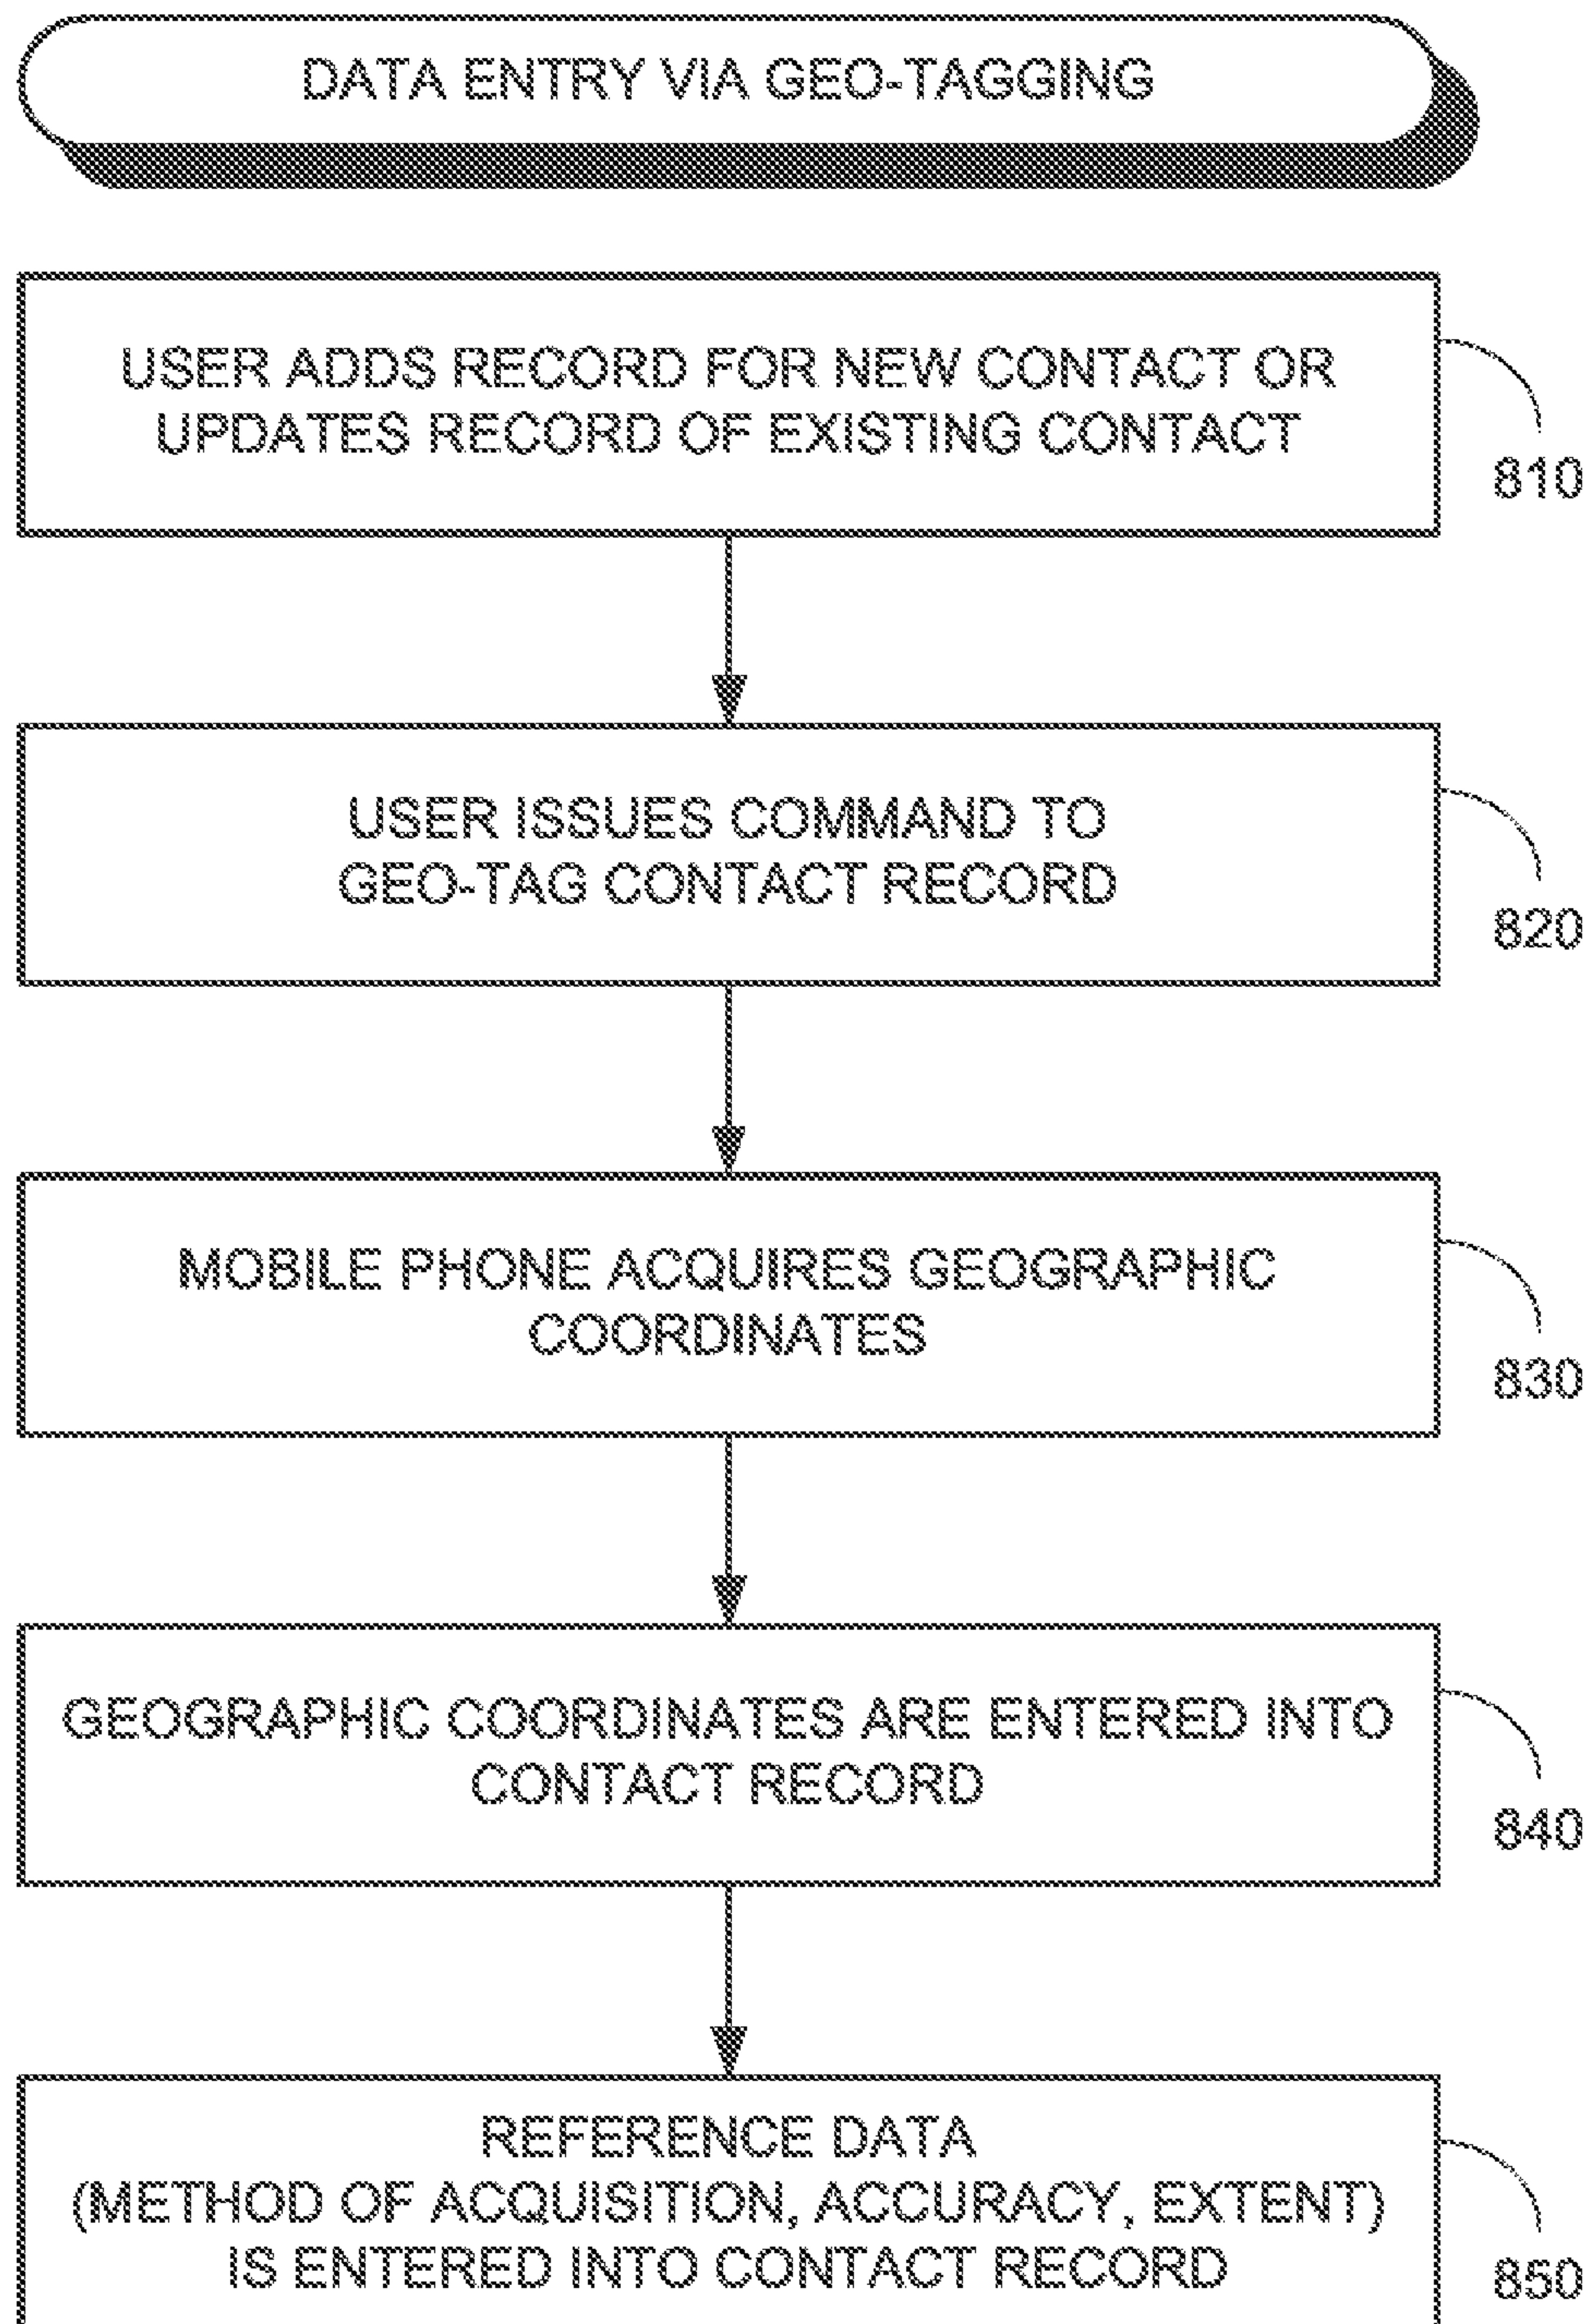 DATA ENTRY VIA GEO-TAGGING
USER ADDS RECORD FOR NEW CONTACT OR
UPDATES RECORD OF EXISTING CONTACT
810
USER ISSUES COMMAND TO
GEO-TAG CONTACT RECORD
820
MOBILE PHONE ACQUIRES GEOGRAPHIC
COORDINATES
830
GEOGRAPHIC COORDINATES ARE ENTERED INTO
CONTACT RECORD
840
REFERENCE DATA
(METHOD OF ACQUISITION, ACCURACY, EXTENT)
IS ENTERED INTO CONTACT RECORD
850